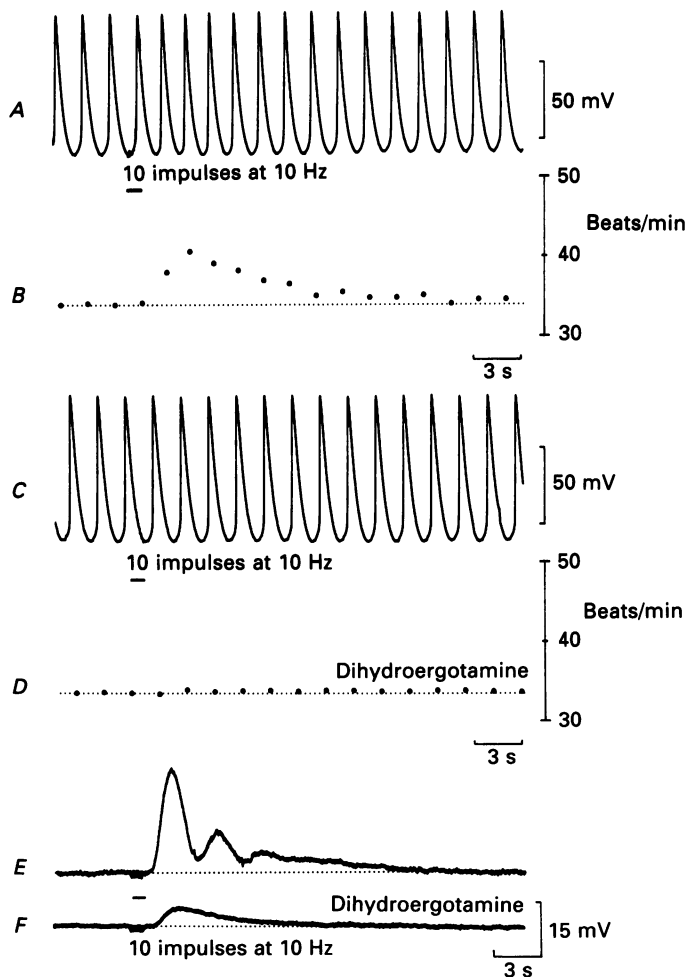 A
50 mV
10 impulses at 10 Hz
50
Beats/min
40
B
30
3 s
C
50 mV
10 impulses at 10 Hz
50
Beats/min
40
Dihydroergotamine
D
30
3 s
E
Dihydroergotamine
F
15 mV
10 impulses at 10 Hz
3 s